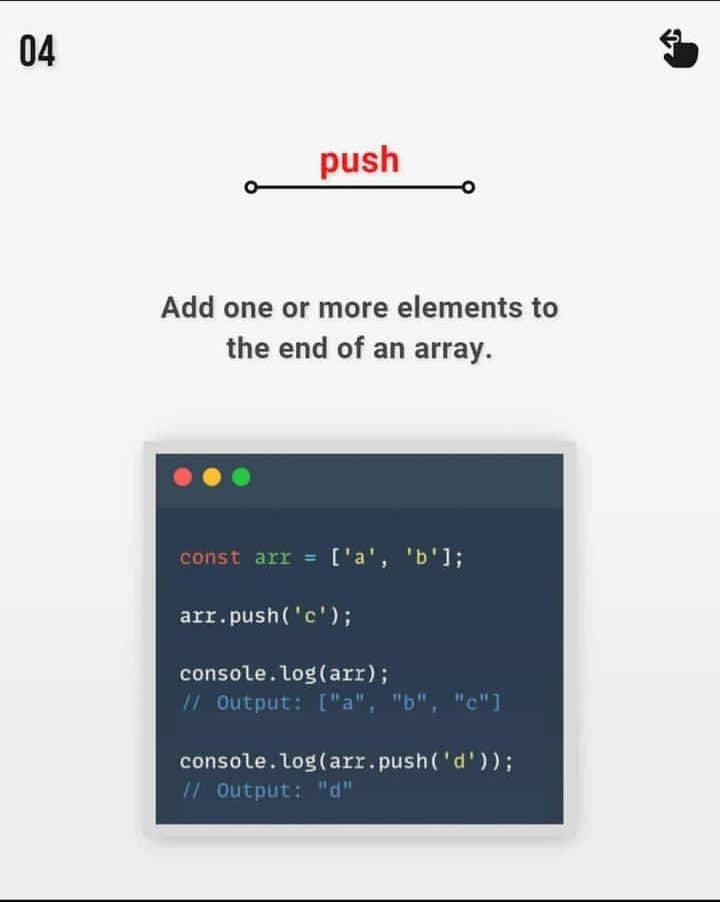 04
push
Add one or more elements to
the end of an array.
const arr = ['a', 'b'];
arr.push('c');
console.log(arr);
// Output: ["a", "b", "c"]
console.log(arr.push('d'));
// Output: "d"